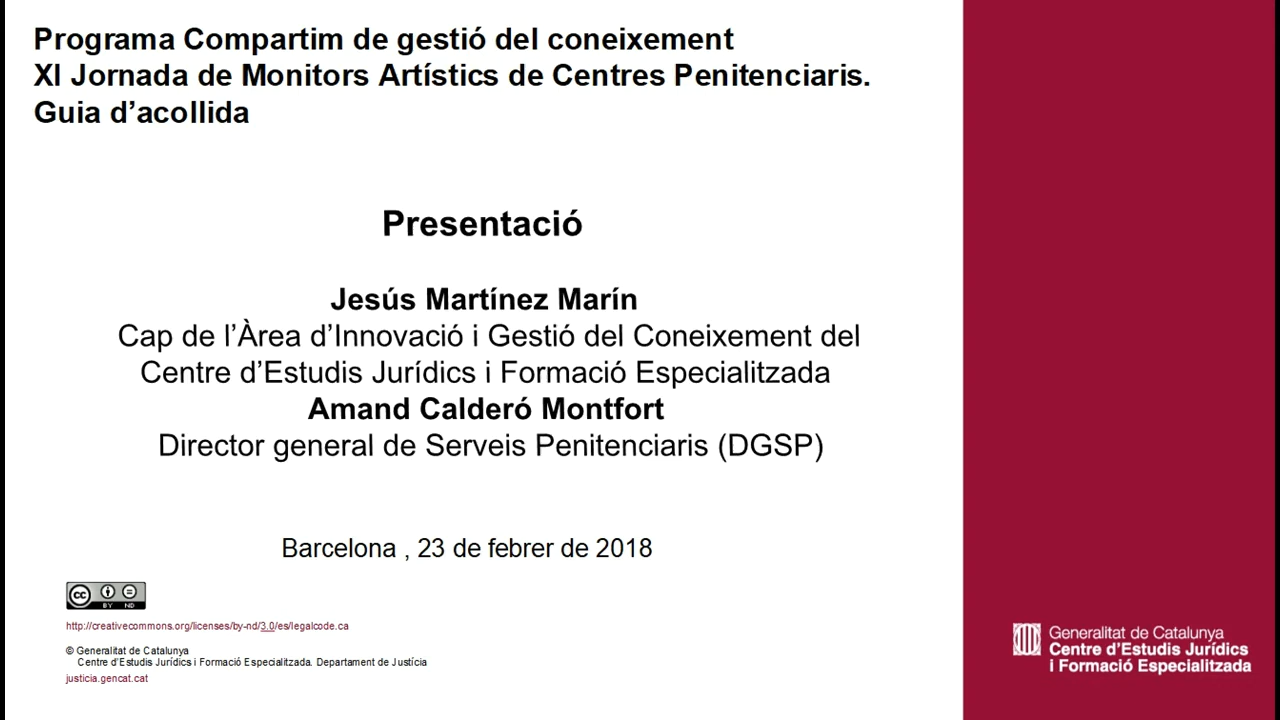 Programa Compartim de gestió del coneixement
XI Jornada de Monitors Artístics de Centres Penitenciaris.
Guia d’acollida
Presentació
Jesús Martínez Marín
Cap de l’Àrea d’Innovació i Gestió del Coneixement del
Centre d’Estudis Jurídics i Formació Especialitzada
Amand Calderó Montfort
Director general de Serveis Penitenciaris (DGSP)
Barcelona , 23 de febrer de 2018
cc BY ND
http://creativecommons.org/licenses/by-nd/3.0/es/legalcode.ca
© Generalitat de Catalunya
Centre d’Estudis Jurídics i Formació Especialitzada. Departament de Justícia
justicia.gencat.cat
Generalitat de Catalunya
Centre d’Estudis Jurídics
i Formació Especialitzada